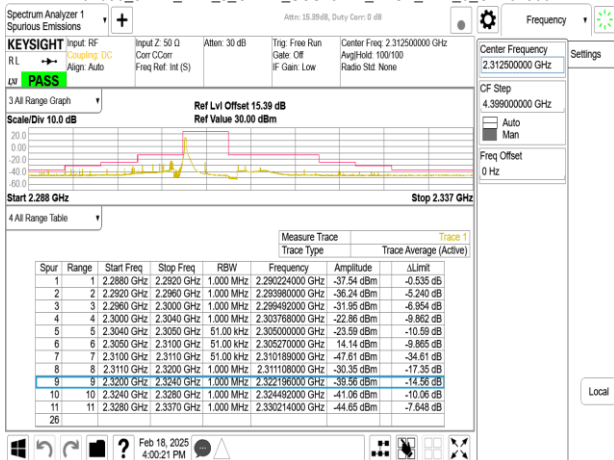 Spectrum Analyzer 1
Spurious Emissions
+
Attn: 15.39dB, Duty Corr: 0 dB
Frequency
KEYSIGHT
RL
LXI
PASS
Input: RF
Coupling: DC
Align: Auto
Input Z: 50 Ω
Corr CCorr
Freq Ref: Int (S)
Atten: 30 dB
Trig: Free Run
Gate: Off
IF Gain: Low
Center Freq: 2.312500000 GHz
Avg|Hold: 100/100
Radio Std: None
Center Frequency
2.312500000 GHz
Settings
CF Step
4.399000000 GHz
Auto
Man
Freq Offset
0 Hz
3 All Range Graph
Scale/Div 10.0 dB
Ref Lvl Offset 15.39 dB
Ref Value 30.00 dBm
20.0
0.00
-20.0
-40.0
-60.0
Start 2.288 GHz
Stop 2.337 GHz
4 All Range Table
Measure Trace Trace 1
Trace Type Trace Average (Active)
Spur Range Start Freq Stop Freq RBW Frequency Amplitude ΔLimit
1 1 2.2880 GHz 2.2920 GHz 1.000 MHz 2.290224000 GHz -37.54 dBm -0.535 dB
2 2 2.2920 GHz 2.2960 GHz 1.000 MHz 2.293980000 GHz -36.24 dBm -5.240 dB
3 3 2.2960 GHz 2.3000 GHz 1.000 MHz 2.299492000 GHz -31.95 dBm -6.954 dB
4 4 2.3000 GHz 2.3040 GHz 1.000 MHz 2.303768000 GHz -22.86 dBm -9.862 dB
5 5 2.3040 GHz 2.3050 GHz 51.00 kHz 2.305000000 GHz -23.59 dBm -10.59 dB
6 6 2.3050 GHz 2.3100 GHz 51.00 kHz 2.305270000 GHz 14.14 dBm -9.865 dB
7 7 2.3100 GHz 2.3110 GHz 51.00 kHz 2.310189000 GHz -47.61 dBm -34.61 dB
8 8 2.3110 GHz 2.3200 GHz 1.000 MHz 2.311108000 GHz -30.35 dBm -17.35 dB
9 9 2.3200 GHz 2.3240 GHz 1.000 MHz 2.322196000 GHz -39.56 dBm -14.56 dB
10 10 2.3240 GHz 2.3280 GHz 1.000 MHz 2.324492000 GHz -41.06 dBm -10.06 dB
11 11 2.3280 GHz 2.3370 GHz 1.000 MHz 2.330214000 GHz -44.65 dBm -7.648 dB
26
Local
?
Feb 18, 2025
4:00:21 PM